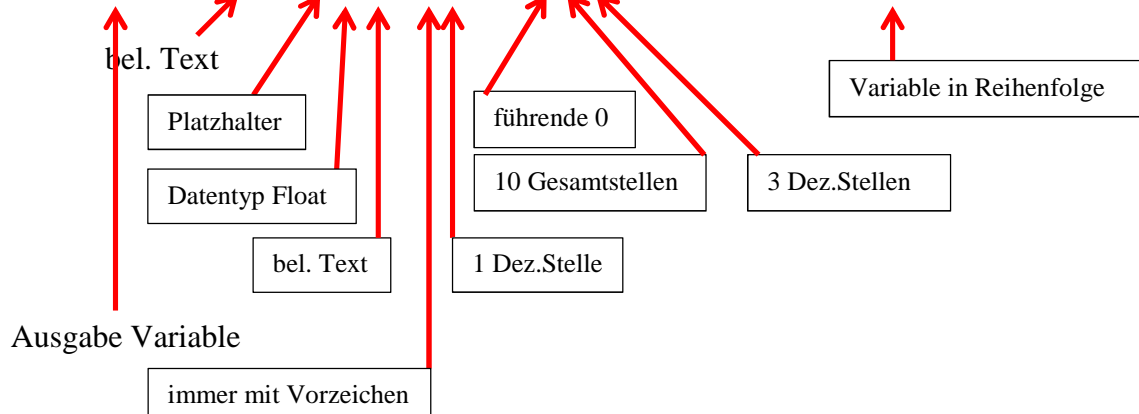 bel. Text
Variable in Reihenfolge
Platzhalter
führende 0
Datentyp Float
10 Gesamtstellen
3 Dez.Stellen
bel. Text
1 Dez.Stelle
Ausgabe Variable
immer mit Vorzeichen